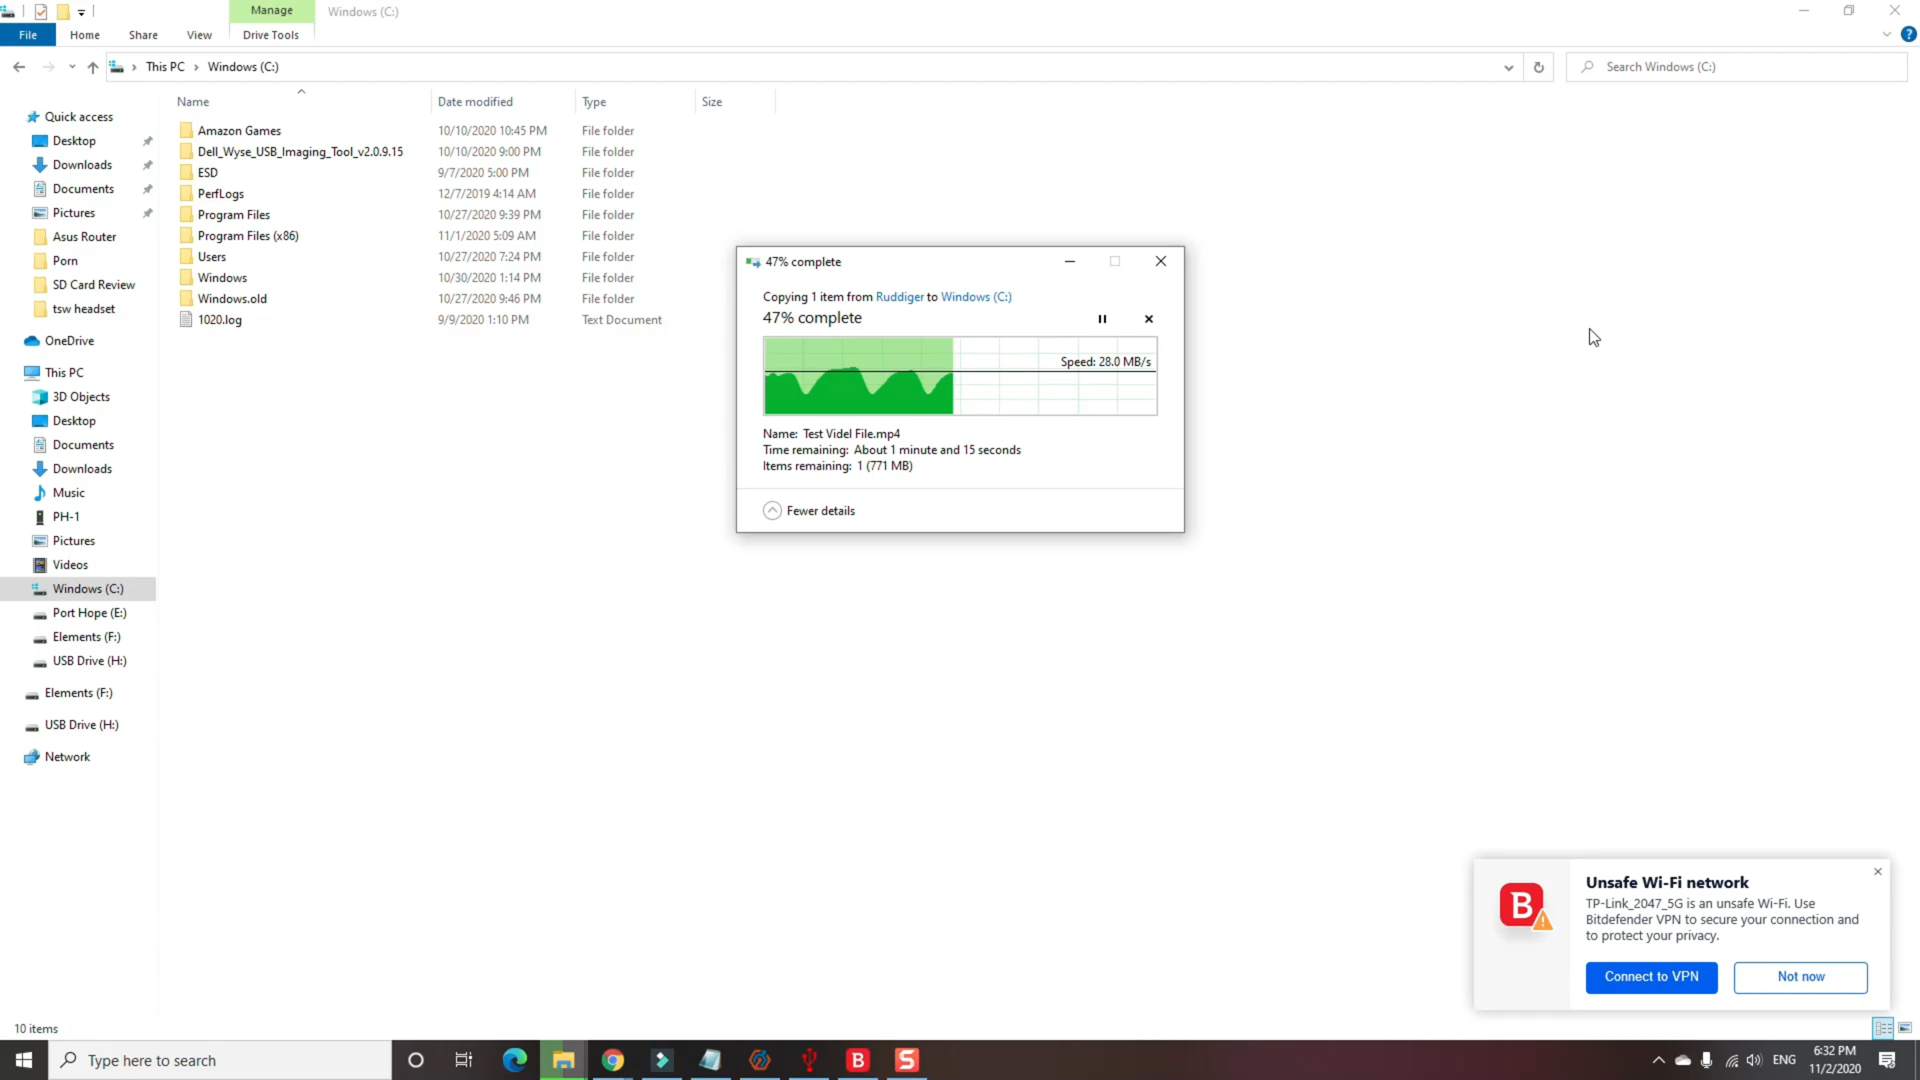 Manage
Windows (C:)
File
Home
Share
View
Drive Tools
?
This PC
Windows (C:)
Search Windows (C:)
Name
Date modified
Type
Size
Quick access
Desktop
Downloads
Documents
Pictures
Asus Router
Porn
SD Card Review
tsw headset
OneDrive
This PC
3D Objects
Desktop
Documents
Downloads
Music
PH-1
Pictures
Videos
Windows (C:)
Port Hope (E:)
Elements (F:)
USB Drive (H:)
Elements (F:)
USB Drive (H:)
Network
Amazon Games 10/10/2020 10:45 PM File folder
Dell_Wyse_USB_Imaging_Tool_v2.0.9.15 10/10/2020 9:00 PM File folder
ESD 9/7/2020 5:00 PM File folder
PerfLogs 12/7/2019 4:14 AM File folder
Program Files 10/27/2020 9:39 PM File folder
Program Files (x86) 11/1/2020 5:09 AM File folder
Users 10/27/2020 7:24 PM File folder
Windows 10/30/2020 1:14 PM File folder
Windows.old 10/27/2020 9:46 PM File folder
1020.log 9/9/2020 1:10 PM Text Document
47% complete
Copying 1 item from Ruddiger to Windows (C:)
47% complete
Speed: 28.0 MB/s
Name: Test Videl File.mp4
Time remaining: About 1 minute and 15 seconds
Items remaining: 1 (771 MB)
Fewer details
B
Unsafe Wi-Fi network
TP-Link_2047_5G is an unsafe Wi-Fi. Use
Bitdefender VPN to secure your connection and
to protect your privacy.
Connect to VPN
Not now
10 items
Type here to search
B
S
ENG
6:32 PM
11/2/2020